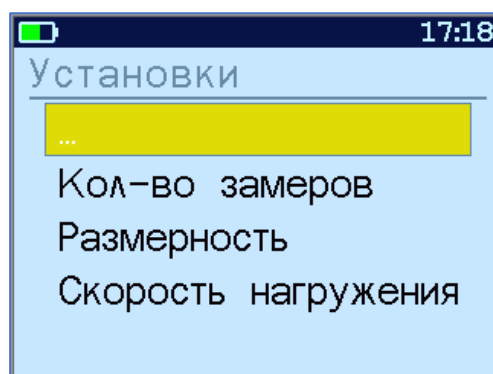 17:18
Установки
...
Кол-во замеров
Размерность
Скорость нагружения